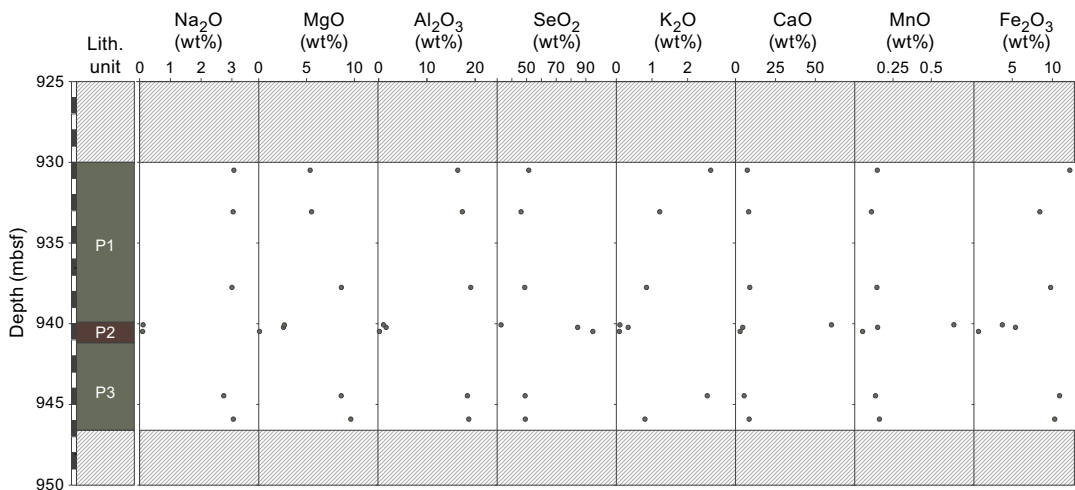 Na₂O MgO Al₂O₃ SeO₂ K₂O CaO MnO Fe₂O₃
Lith. (wt%) (wt%) (wt%) (wt%) (wt%) (wt%) (wt%) (wt%)
unit 0 1 2 3 0 5 10 0 10 20 50 70 90 0 1 2 0 25 50 0.25 0.5 5 10
925
930
935
940
945
950
Depth (mbsf)
P1
P2
P3